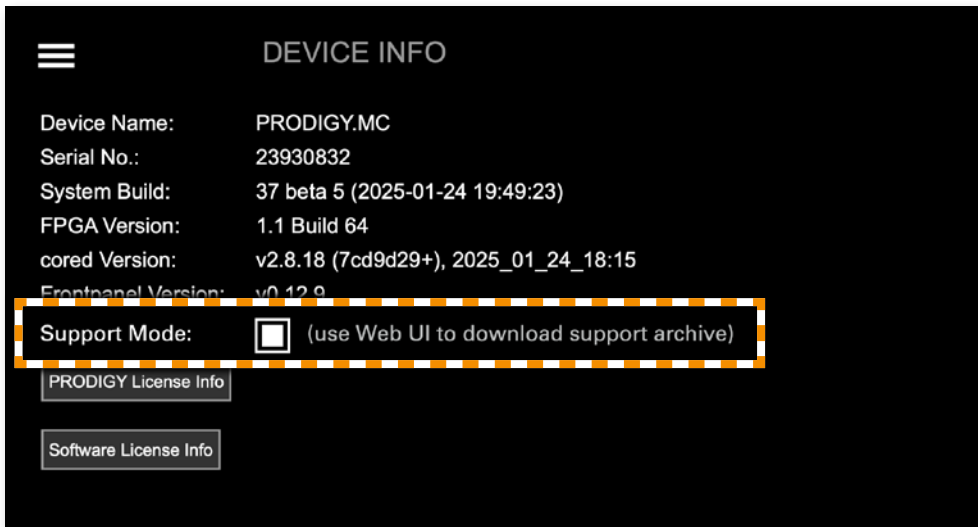 DEVICE INFO
Device Name: PRODIGY.MC
Serial No.: 23930832
System Build: 37 beta 5 (2025-01-24 19:49:23)
FPGA Version: 1.1 Build 64
cored Version: v2.8.18 (7cd9d29+), 2025_01_24_18:15
Frontpanel Version: v0.12.9
Support Mode: (use Web UI to download support archive)
PRODIGY License Info
Software License Info